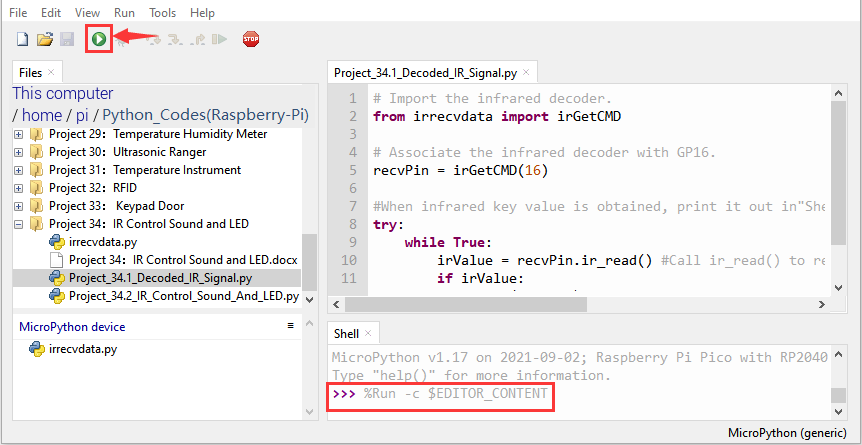 File Edit View Run Tools Help
STOP
Files ×
This computer
/ home / pi / Python_Codes(Raspberry-Pi)
Project 29：Temperature Humidity Meter
Project 30：Ultrasonic Ranger
Project 31：Temperature Instrument
Project 32：RFID
Project 33： Keypad Door
Project 34：IR Control Sound and LED
irrecvdata.py
Project 34：IR Control Sound and LED.docx
Project_34.1_Decoded_IR_Signal.py
Project_34.2_IR_Control_Sound_And_LED.py
MicroPython device ≡
irrecvdata.py
Project_34.1_Decoded_IR_Signal.py ×
1 # Import the infrared decoder.
2 from irrecvdata import irGetCMD
3
4 # Associate the infrared decoder with GP16.
5 recvPin = irGetCMD(16)
6
7 #When infrared key value is obtained, print it out in"She
8 try:
9 while True:
10 irValue = recvPin.ir_read() #Call ir_read() to re
11 if irValue:
Shell ×
MicroPython v1.17 on 2021-09-02; Raspberry Pi Pico with RP2040
Type "help()" for more information.
>>> %Run -c $EDITOR_CONTENT
MicroPython (generic)